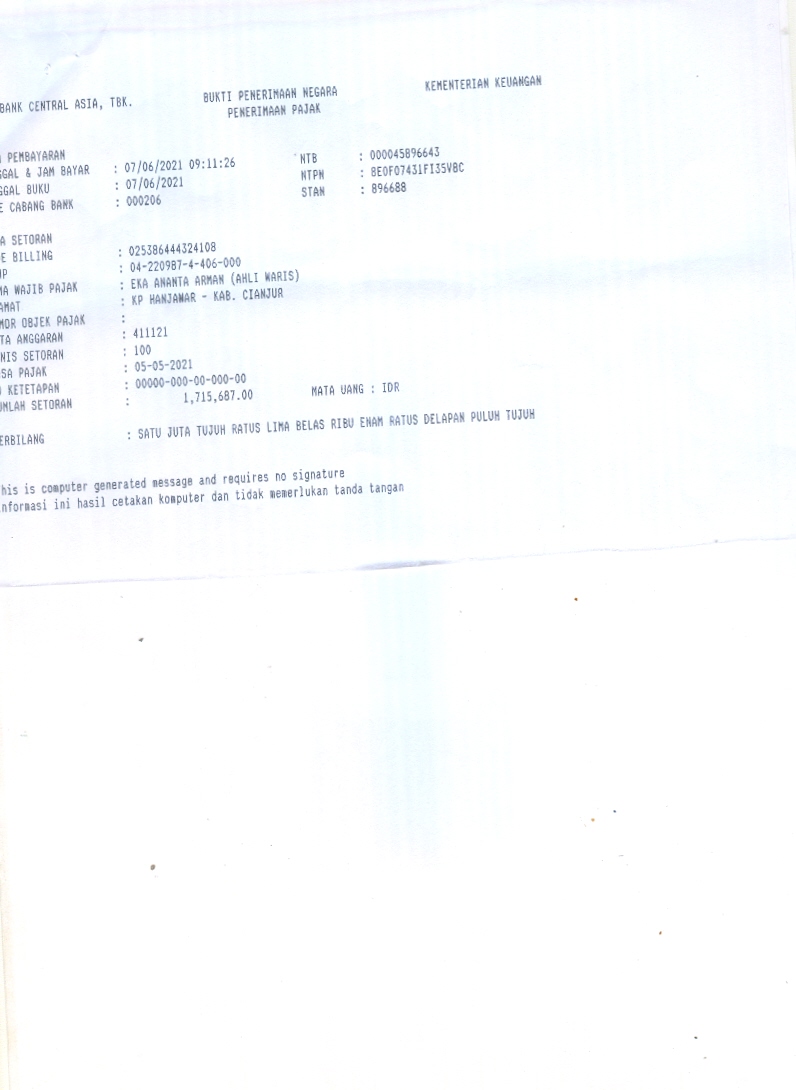 BANK CENTRAL ASIA, TBK. BUKTI PENERIMAAN NEGARA KEMENTERIAN KEUANGAN
PENERIMAAN PAJAK
PEMBAYARAN NTB : 000045896643
GGAL & JAM BAYAR : 07/06/2021 09:11:26 NTPN : 8E0F07431FI35V8C
GGAL BUKU : 07/06/2021 STAN : 896688
E CABANG BANK : 000206
A SETORAN
DE BILLING : 025386444324108
WP : 04-220987-4-406-000
MA WAJIB PAJAK : EKA ANANTA ARMAN (AHLI WARIS)
AMAT : KP HANJAWAR - KAB. CIANJUR
MOR OBJEK PAJAK :
TA ANGGARAN : 411121
NIS SETORAN : 100
SA PAJAK : 05-05-2021
KETETAPAN : 00000-000-00-000-00
UMLAH SETORAN : 1,715,687.00 MATA UANG : IDR
ERBILANG : SATU JUTA TUJUH RATUS LIMA BELAS RIBU ENAM RATUS DELAPAN PULUH TUJUH
his is computer generated message and requires no signature
nformasi ini hasil cetakan komputer dan tidak memerlukan tanda tangan